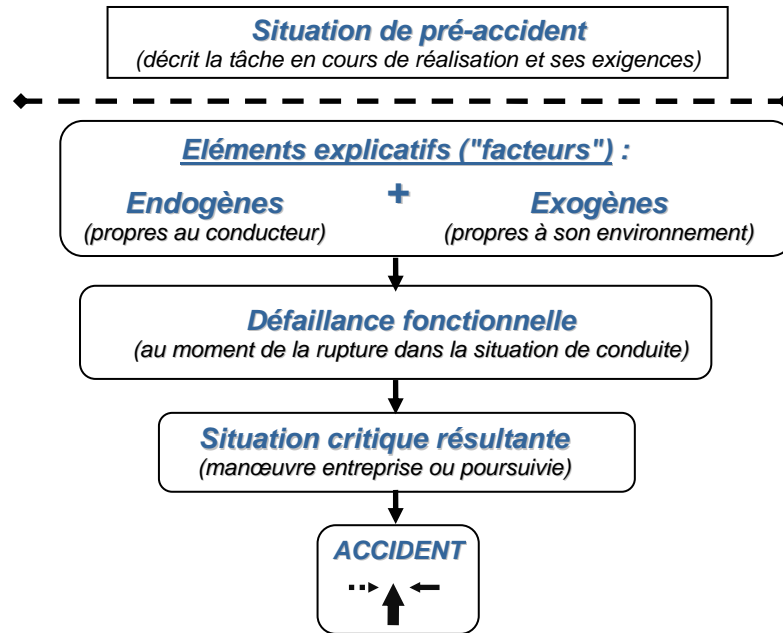 Situation de pré-accident
(décrit la tâche en cours de réalisation et ses exigences)
Eléments explicatifs ("facteurs") :
Endogènes + Exogènes
(propres au conducteur) (propres à son environnement)
Défaillance fonctionnelle
(au moment de la rupture dans la situation de conduite)
Situation critique résultante
(manœuvre entreprise ou poursuivie)
ACCIDENT